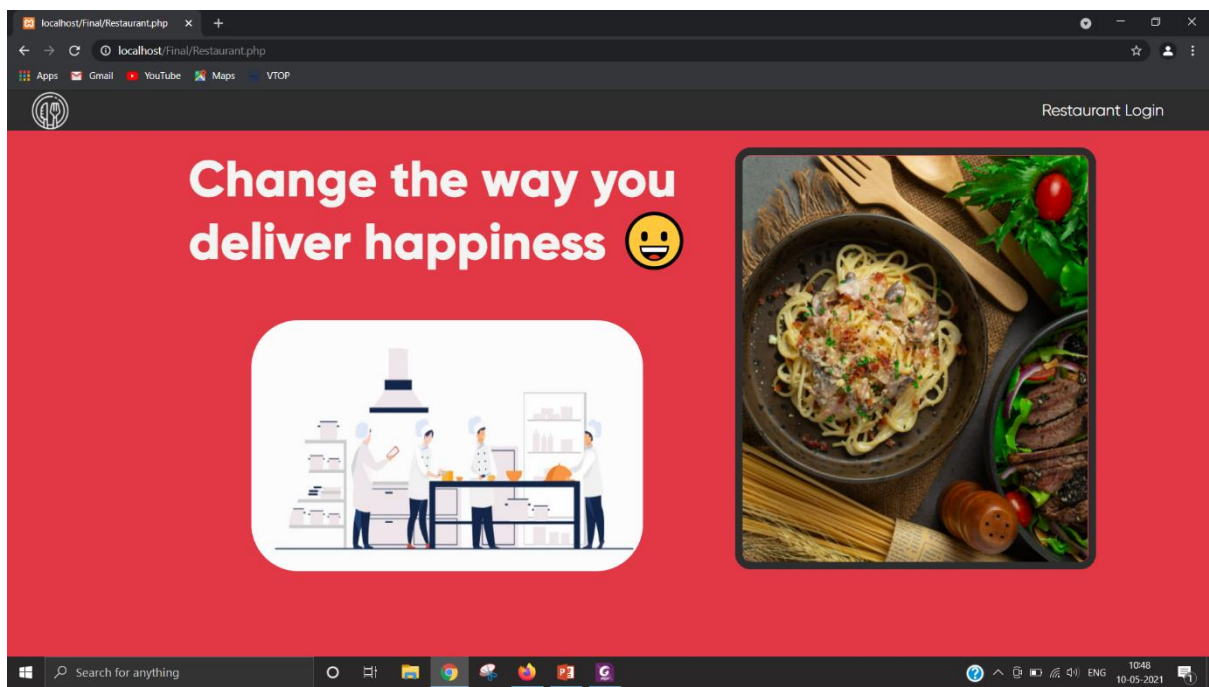 localhost/Final/Restaurant.php
localhost/Final/Restaurant.php
Apps Gmail YouTube Maps VTOP
Restaurant Login
Change the way you
deliver happiness
Search for anything
ENG
10:48
10-05-2021